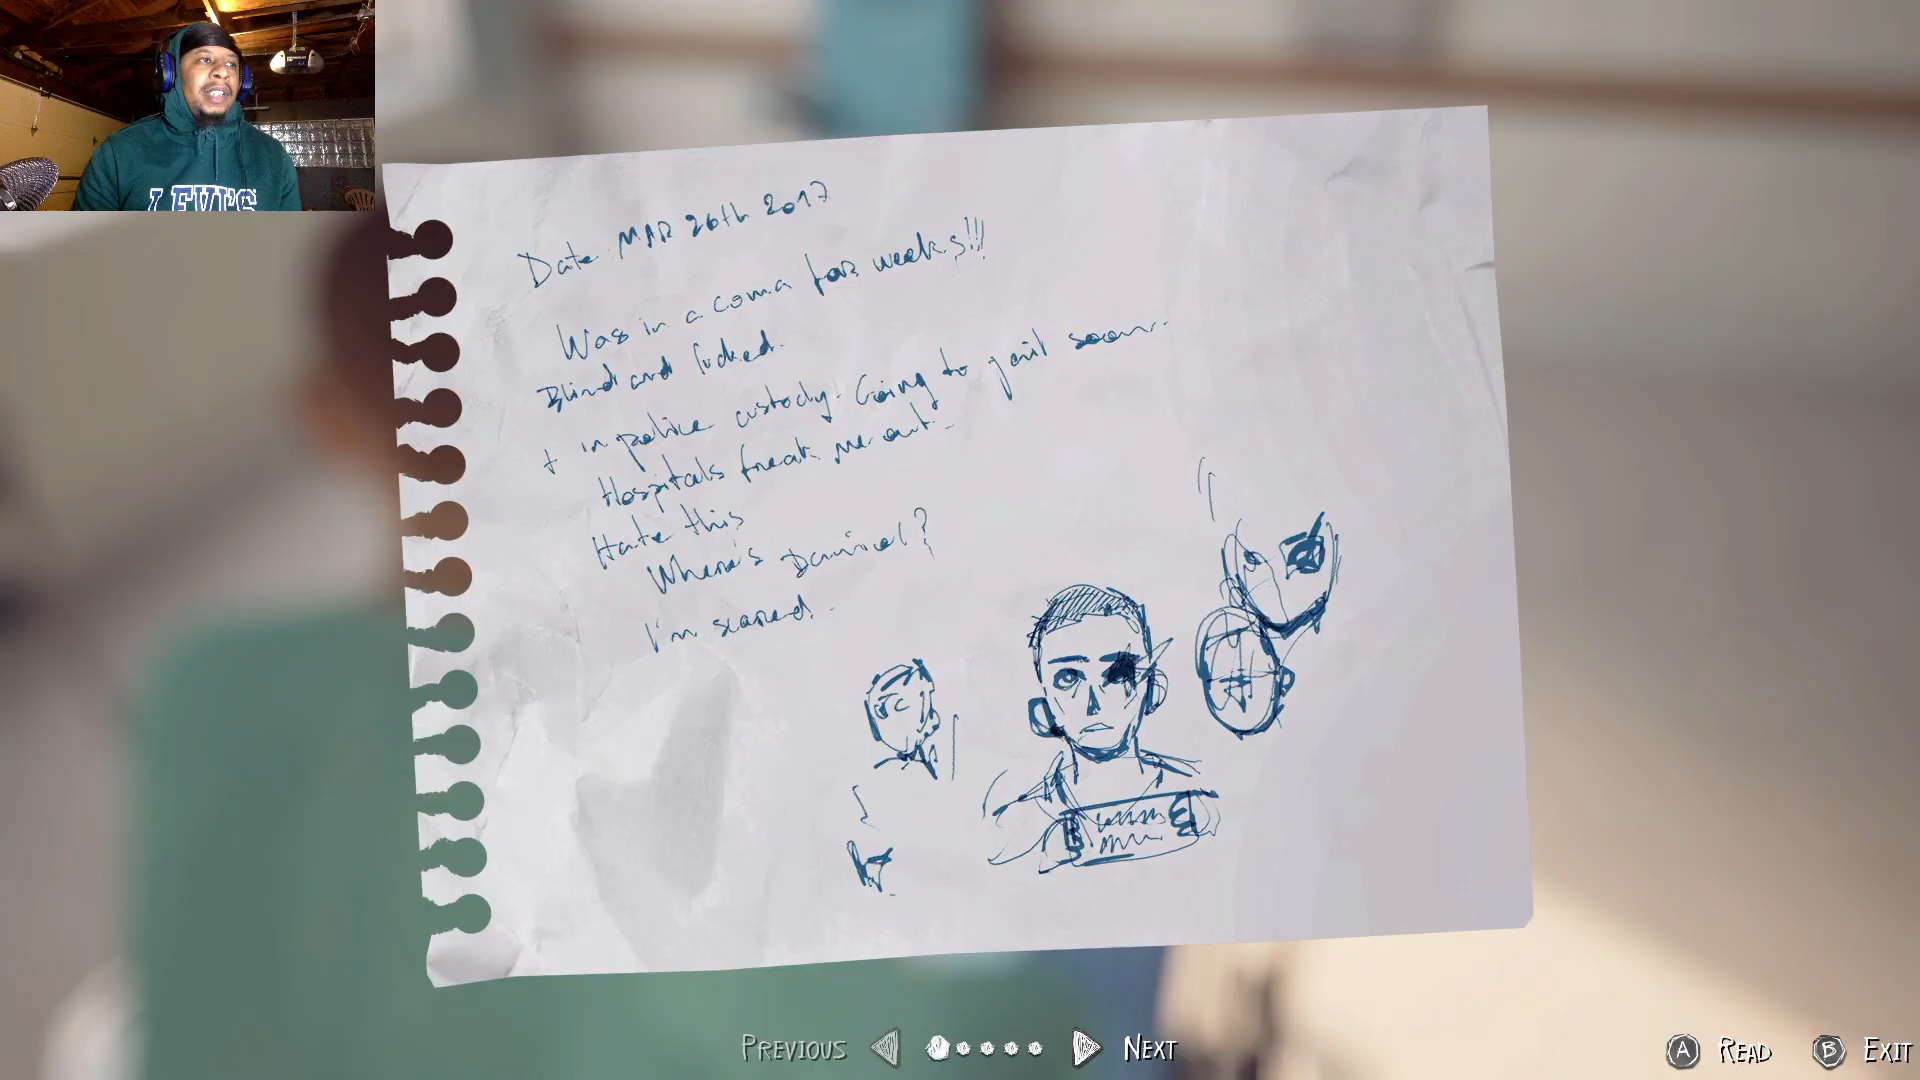 LEVI'S
Date MAR 26th 2017
Was in a coma for weeks!!!
Blind and fucked.
+ in police custody. Going to jail soon.
Hospitals freak me out.
Hate this
Where's Daniel?
I'm scared.
PREVIOUS
NEXT
A READ
B EXIT